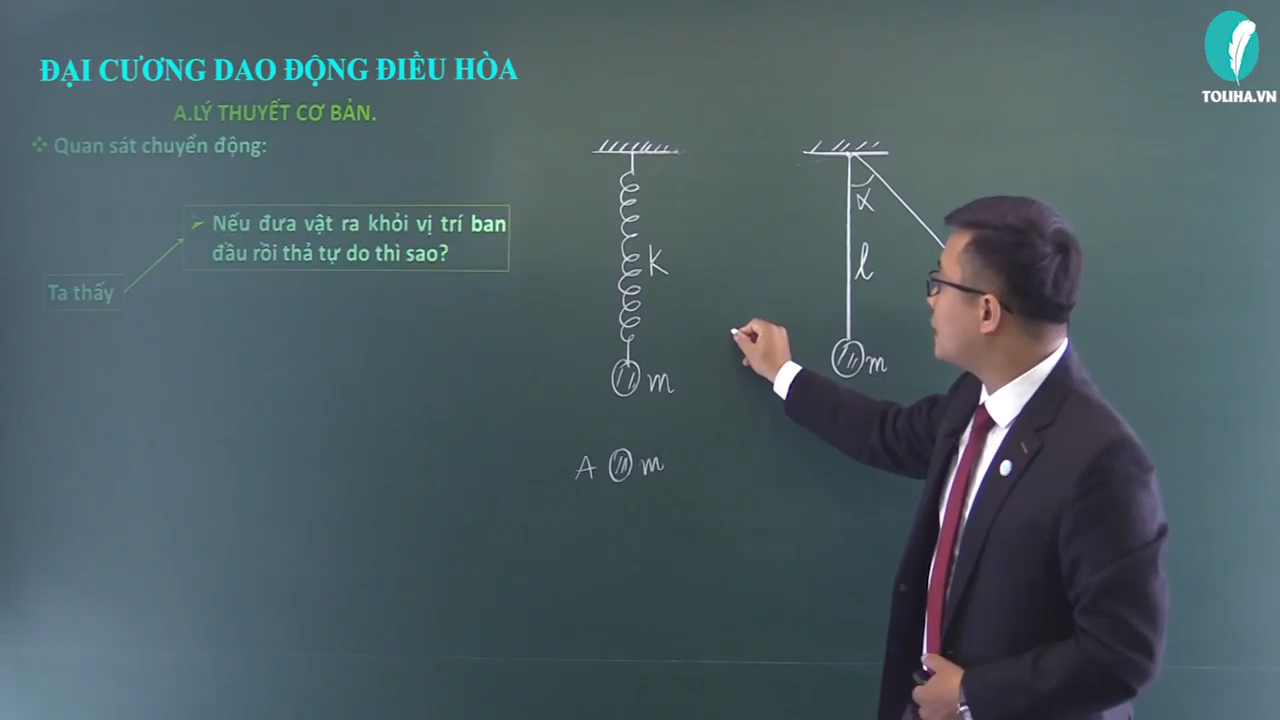 ĐẠI CƯƠNG DAO ĐỘNG ĐIỀU HÒA
A.LÝ THUYẾT CƠ BẢN.
❖ Quan sát chuyển động:
➢ Nếu đưa vật ra khỏi vị trí ban
đầu rồi thả tự do thì sao?
Ta thấy
k
m
A
m
α
l
m
TOLIHA.VN